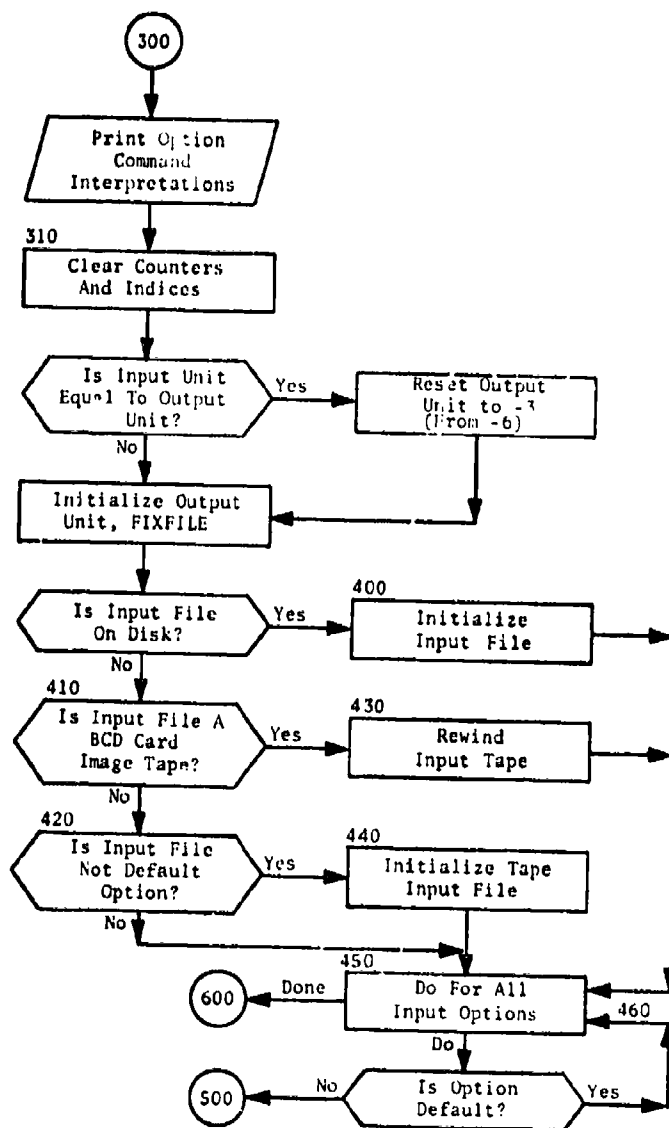 300
Print Option
Command
Interpretations
310
Clear Counters
And Indices
Is Input Unit
Equal To Output
Unit?
Yes
No
Reset Output
Unit to -3
(From -6)
Initialize Output
Unit, FIXFILE
Is Input File
On Disk?
Yes
No
400
Initialize
Input File
410
Is Input File A
BCD Card
Image Tape?
Yes
No
430
Rewind
Input Tape
420
Is Input File
Not Default
Option?
Yes
No
440
Initialize Tape
Input File
450
Do For All
Input Options
460
Done
600
Do
Is Option
Default?
No
Yes
500